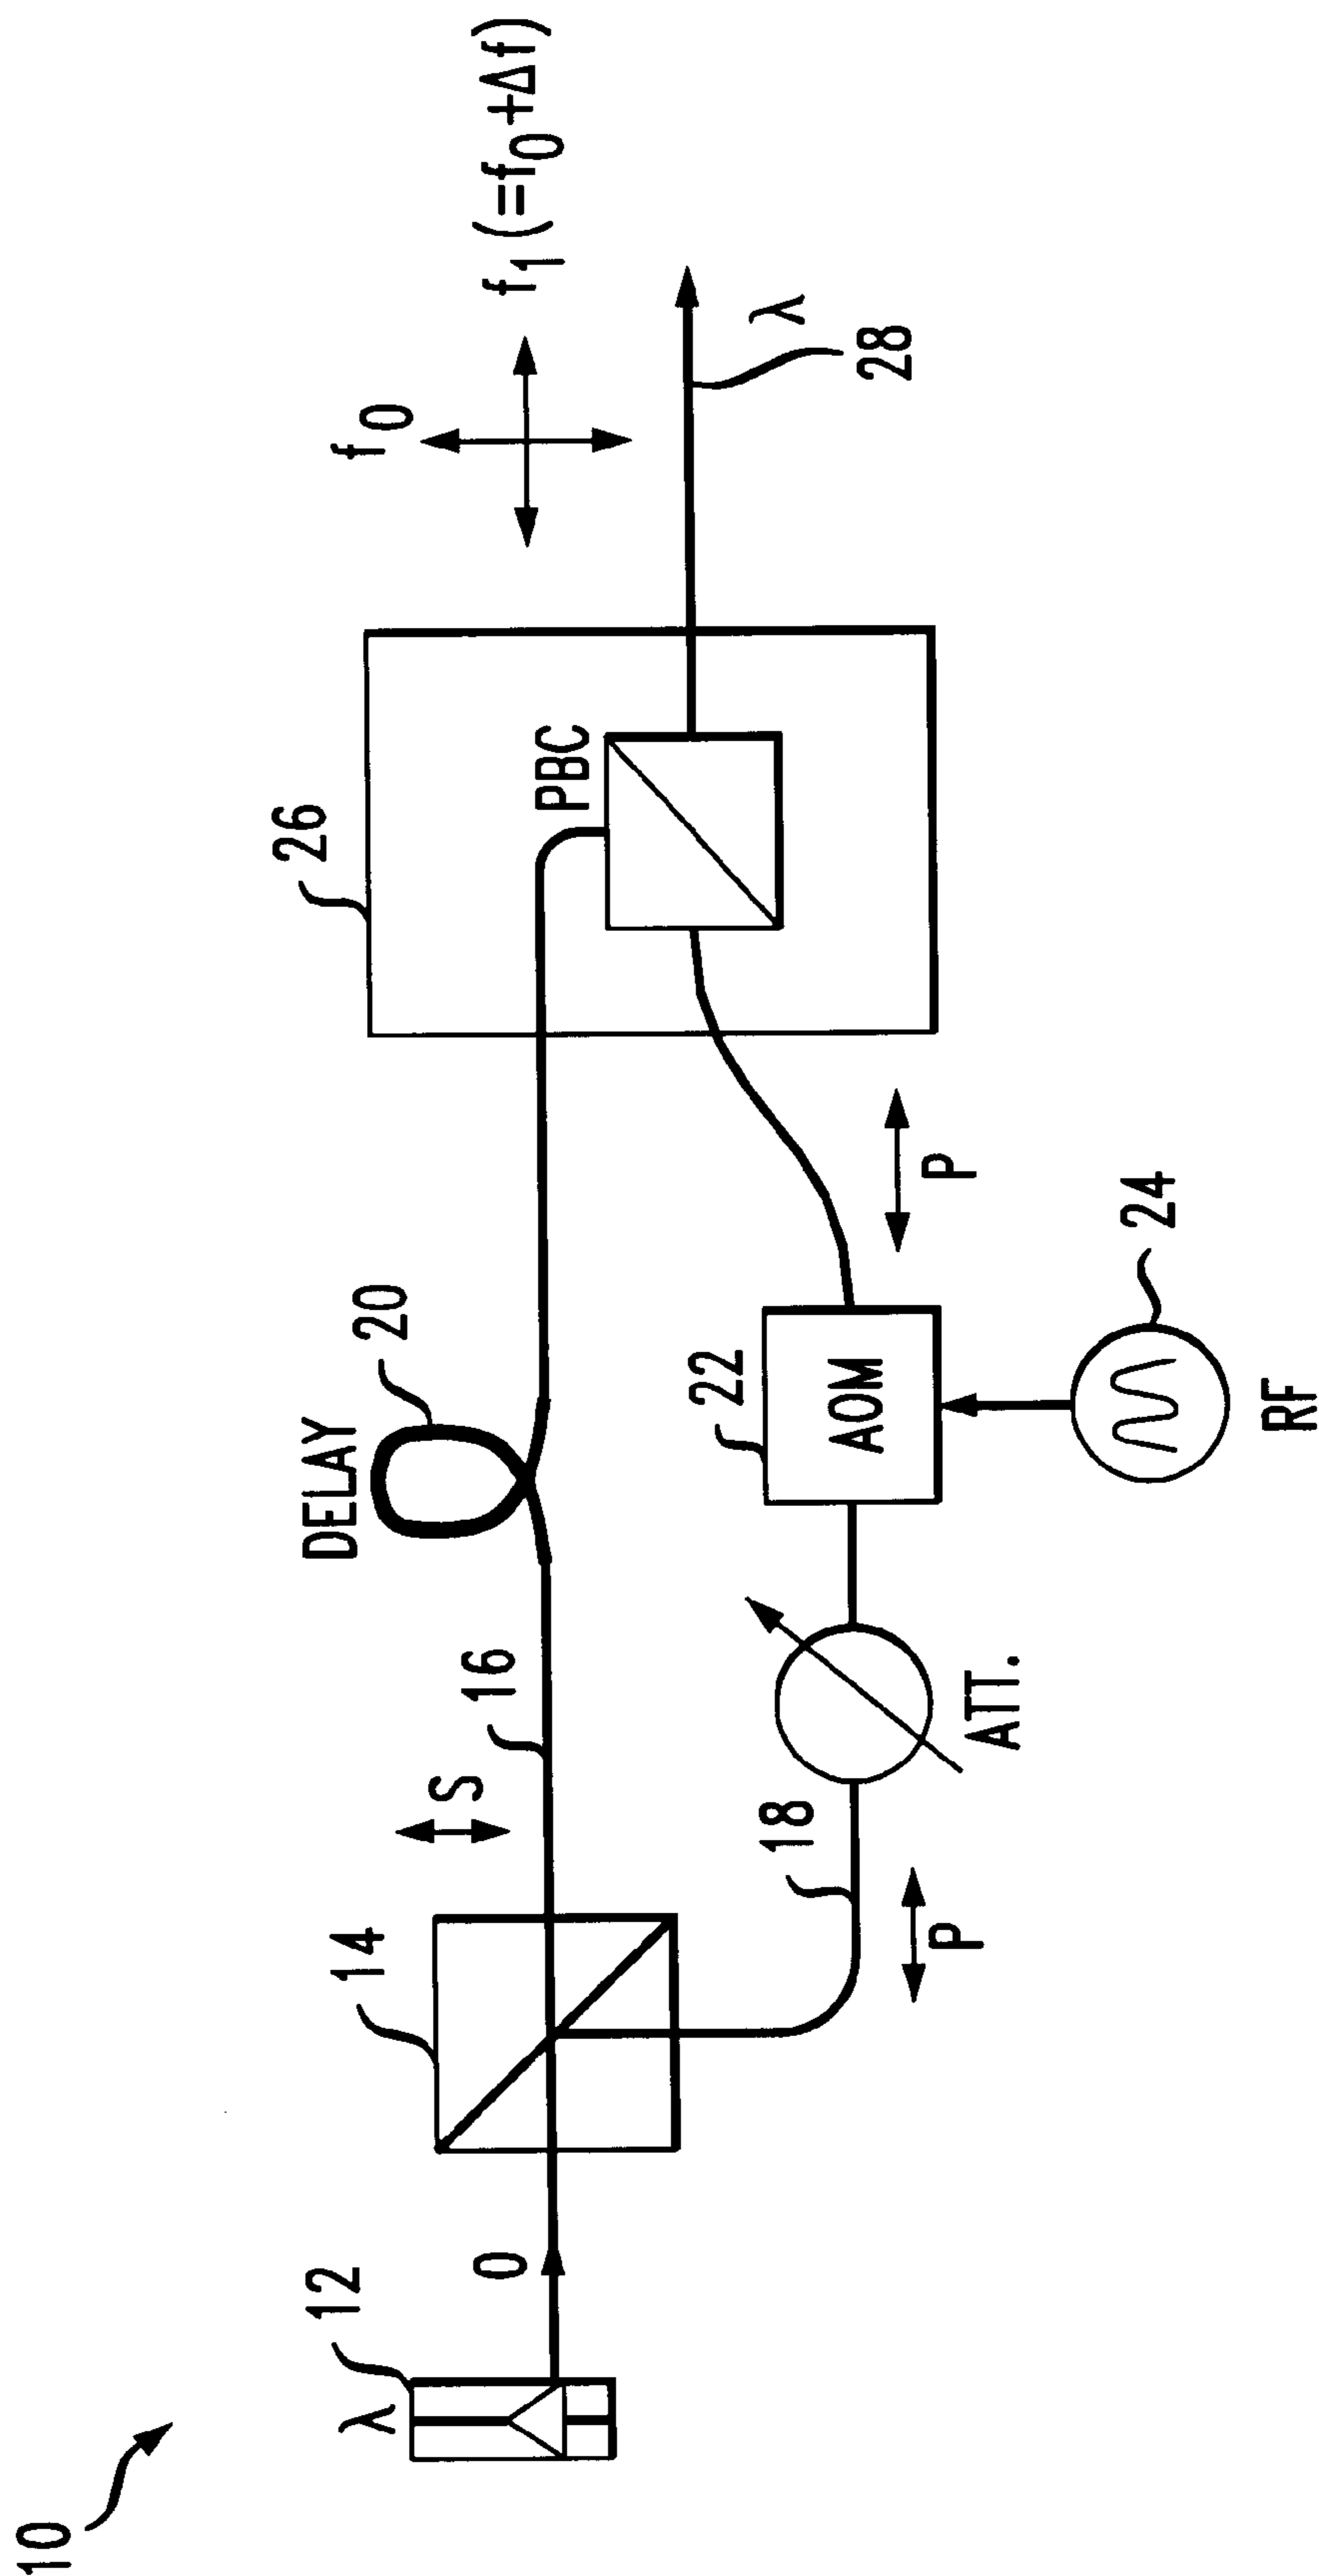 10
λ
12
O
14
S
16
DELAY
20
18
P
ATT.
22
AOM
24
RF
P
26
PBC
f0
f1 (=f0+Δf)
λ
28